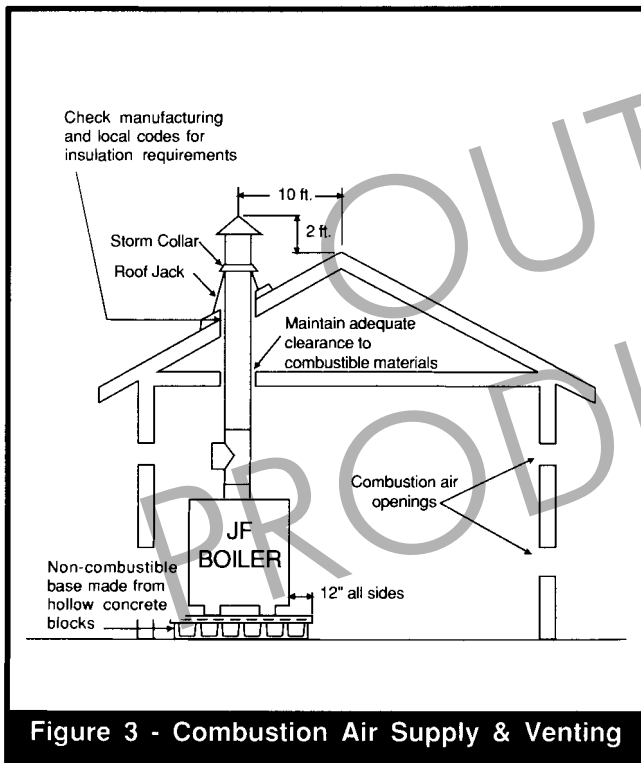 Check manufacturing
and local codes for
insulation requirements
10 ft.
2 ft.
Storm Collar
Roof Jack
Maintain adequate
clearance to
combustible materials
Combustion air
openings
JF
BOILER
Non-combustible
base made from
hollow concrete
blocks
12" all sides
OUT
PROD
Figure 3 - Combustion Air Supply & Venting